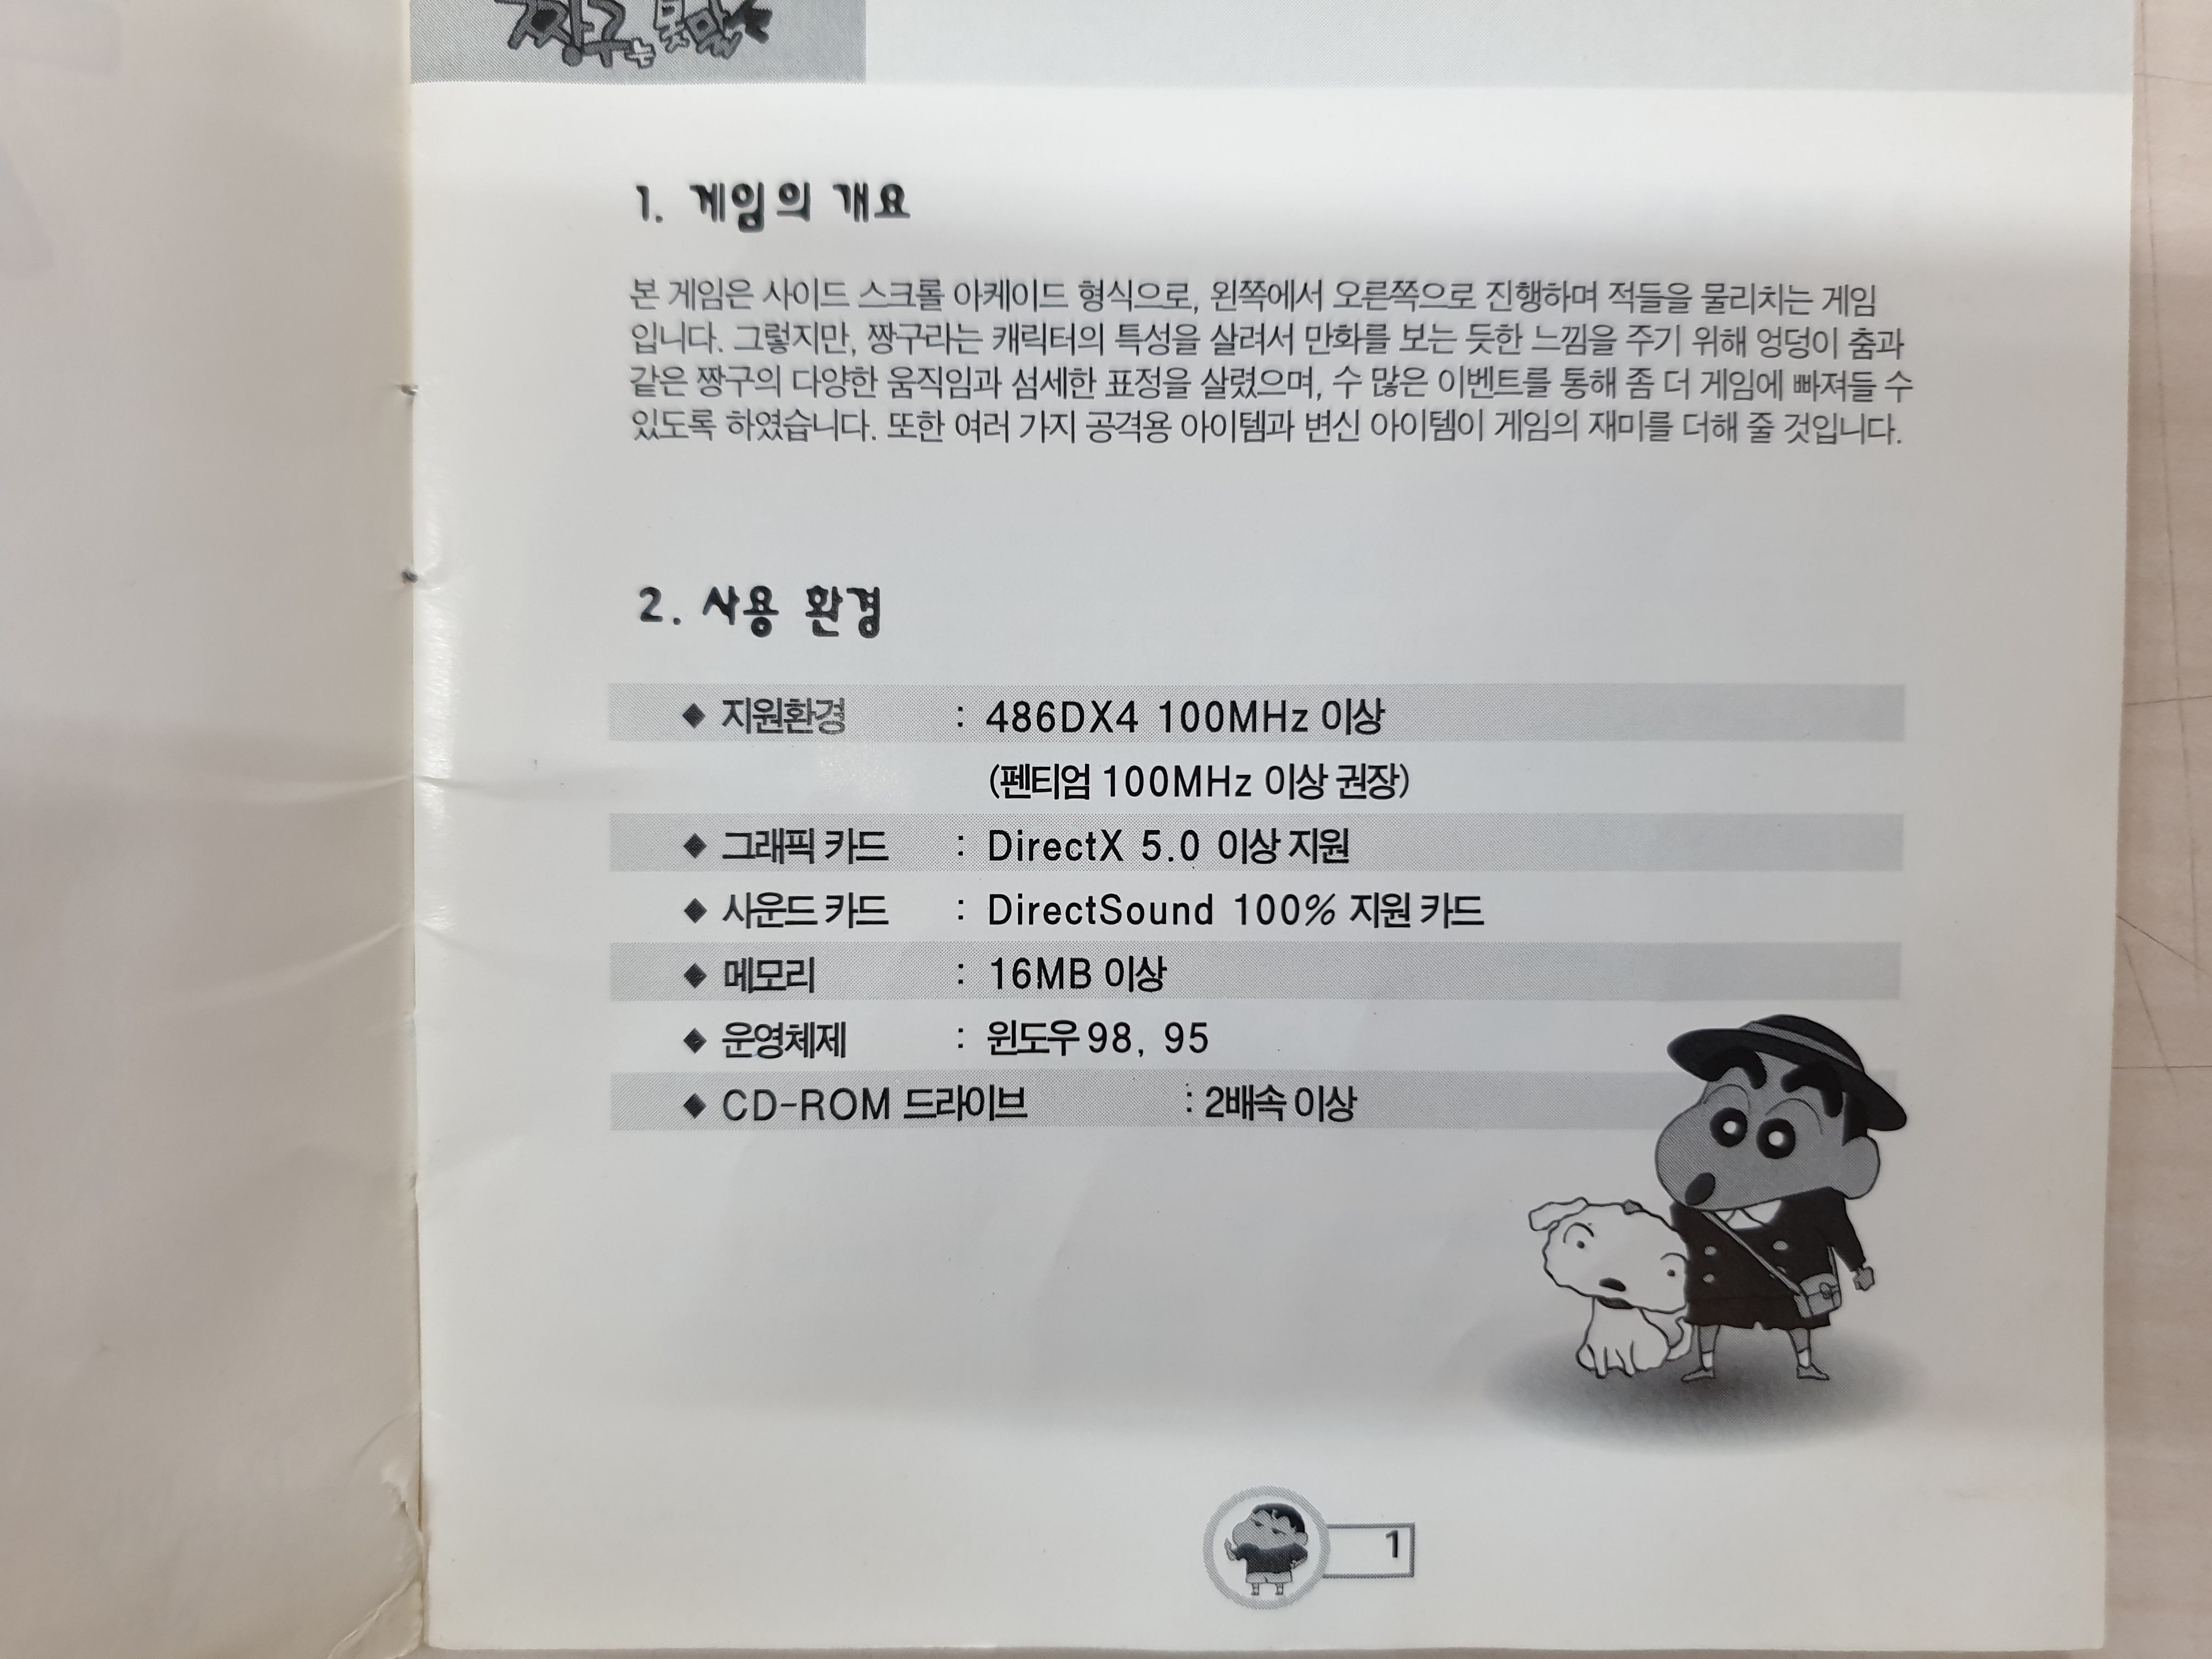 짱구는 못말려
1. 게임의 개요
본 게임은 사이드 스크롤 아케이드 형식으로, 왼쪽에서 오른쪽으로 진행하며 적들을 물리치는 게임
입니다. 그렇지만, 짱구라는 캐릭터의 특성을 살려서 만화를 보는 듯한 느낌을 주기 위해 엉덩이 춤과
같은 짱구의 다양한 움직임과 섬세한 표정을 살렸으며, 수 많은 이벤트를 통해 좀 더 게임에 빠져들 수
있도록 하였습니다. 또한 여러 가지 공격용 아이템과 변신 아이템이 게임의 재미를 더해 줄 것입니다.
2. 사용 환경
◆ 지원환경 : 486DX4 100MHz 이상
(펜티엄 100MHz 이상 권장)
◆ 그래픽 카드 : DirectX 5.0 이상 지원
◆ 사운드 카드 : DirectSound 100% 지원 카드
◆ 메모리 : 16MB 이상
◆ 운영체제 : 윈도우98, 95
◆ CD-ROM 드라이브 : 2배속 이상
1